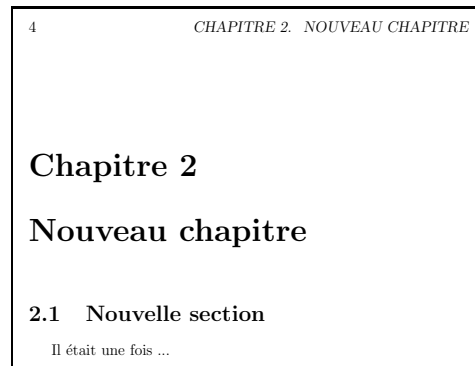 4 CHAPITRE 2. NOUVEAU CHAPITRE
Chapitre 2
Nouveau chapitre
2.1 Nouvelle section
Il était une fois ...